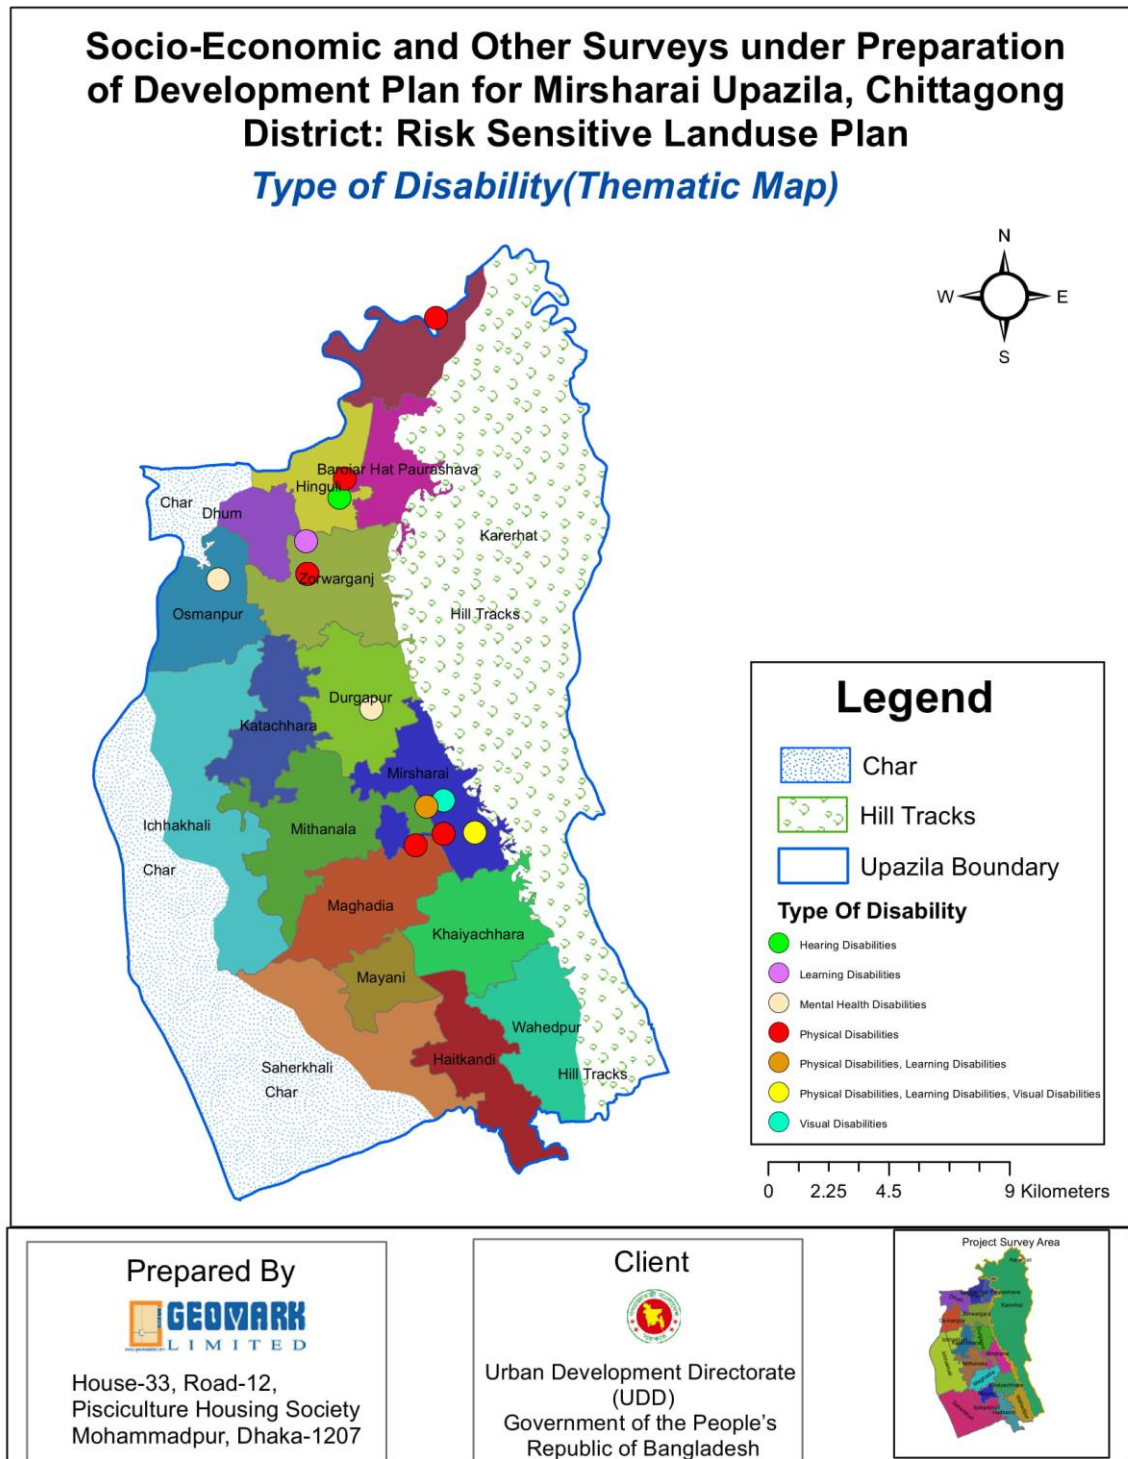 Socio-Economic and Other Surveys under Preparation
of Development Plan for Mirsharai Upazila, Chittagong
District: Risk Sensitive Landuse Plan
Type of Disability(Thematic Map)
N
W E
S
Baroiar Hat Paurashava
Hinguli
Char
Dhum
Karerhat
Zorwarganj
Osmanpur
Hill Tracks
Durgapur
Katachhara
Mirsharai
Ichhakhali
Mithanala
Char
Maghadia
Khaiyachhara
Mayani
Wahedpur
Haitkandi
Saherkhali
Hill Tracks
Char
Legend
Char
Hill Tracks
Upazila Boundary
Type Of Disability
Hearing Disabilities
Learning Disabilities
Mental Health Disabilities
Physical Disabilities
Physical Disabilities, Learning Disabilities
Physical Disabilities, Learning Disabilities, Visual Disabilities
Visual Disabilities
0 2.25 4.5 9 Kilometers
Prepared By
GEOMARK
LIMITED
House-33, Road-12,
Pisciculture Housing Society
Mohammadpur, Dhaka-1207
Client
Urban Development Directorate
(UDD)
Government of the People's
Republic of Bangladesh
Project Survey Area
Karerhat